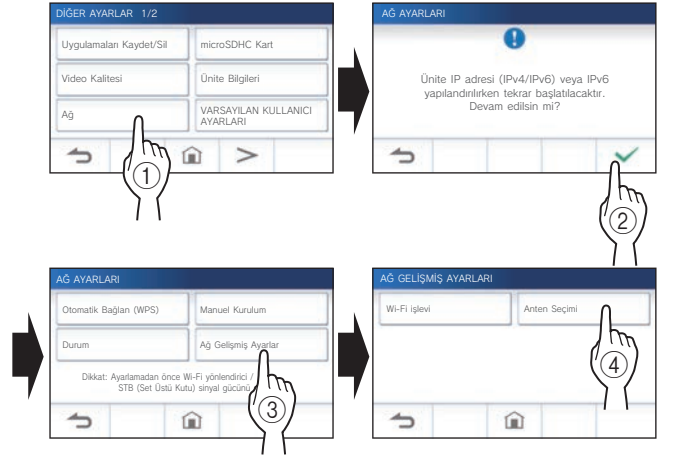 DİĞER AYARLAR 1/2
Uygulamaları Kaydet/Sil
microSDHC Kart
Video Kalitesi
Ünite Bilgileri
Ağ
VARSAYILAN KULLANICI
AYARLARI
1
AĞ AYARLARI
Ünite IP adresi (IPv4/IPv6) veya IPv6
yapılandırılırken tekrar başlatılacaktır.
Devam edilsin mi?
2
AĞ AYARLARI
Otomatik Bağlan (WPS)
Manuel Kurulum
Durum
Ağ Gelişmiş Ayarlar
Dikkat: Ayarlamadan önce Wi-Fi yönlendirici /
STB (Set Üstü Kutu) sinyal gücünü
3
AĞ GELİŞMİŞ AYARLARI
Wi-Fi işlevi
Anten Seçimi
4